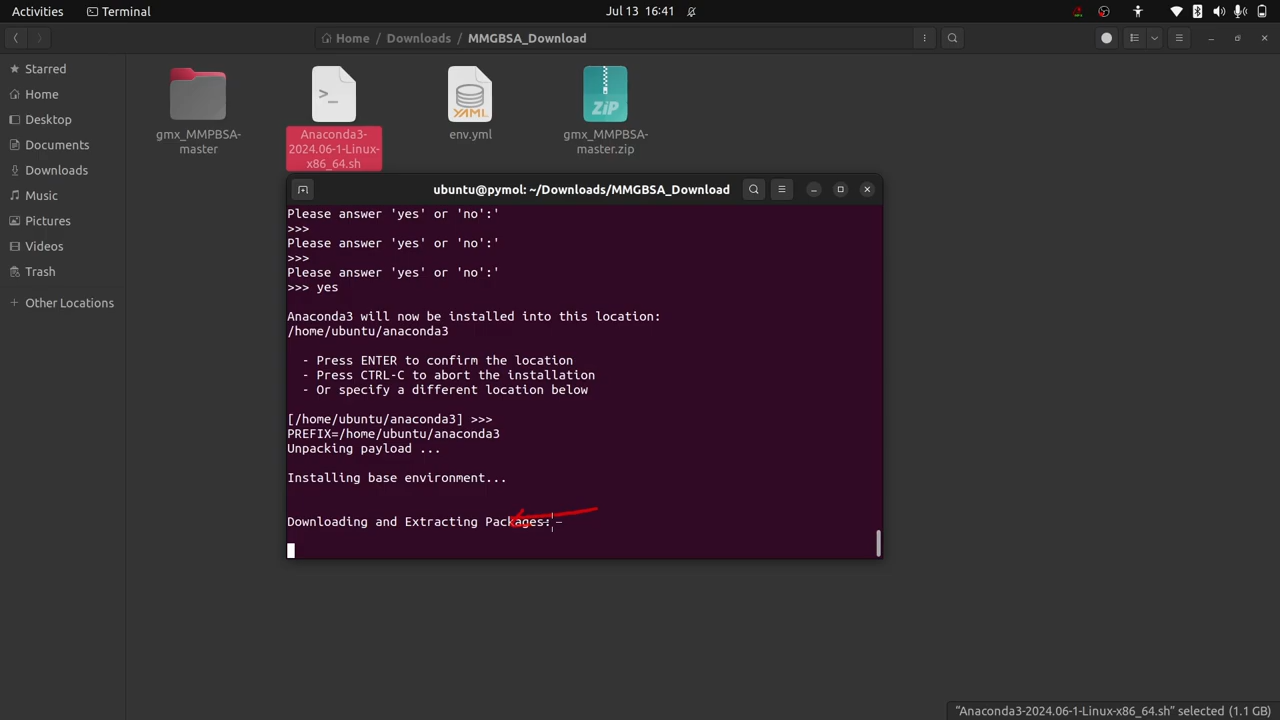 Activities
Terminal
Jul 13 16:41
Home
Downloads
MMGBSA_Download
Starred
Home
Desktop
Documents
Downloads
Music
Pictures
Videos
Trash
Other Locations
gmx_MMPBSA-
master
>_
Anaconda3-
2024.06-1-Linux-
x86_64.sh
YAML
env.yml
ZIP
gmx_MMPBSA-
master.zip
ubuntu@pymol: ~/Downloads/MMGBSA_Download
Please answer 'yes' or 'no':'
>>>
Please answer 'yes' or 'no':'
>>>
Please answer 'yes' or 'no':'
>>> yes
Anaconda3 will now be installed into this location:
/home/ubuntu/anaconda3
- Press ENTER to confirm the location
- Press CTRL-C to abort the installation
- Or specify a different location below
[/home/ubuntu/anaconda3] >>>
PREFIX=/home/ubuntu/anaconda3
Unpacking payload ...
Installing base environment...
Downloading and Extracting Packages:
"Anaconda3-2024.06-1-Linux-x86_64.sh" selected (1.1 GB)